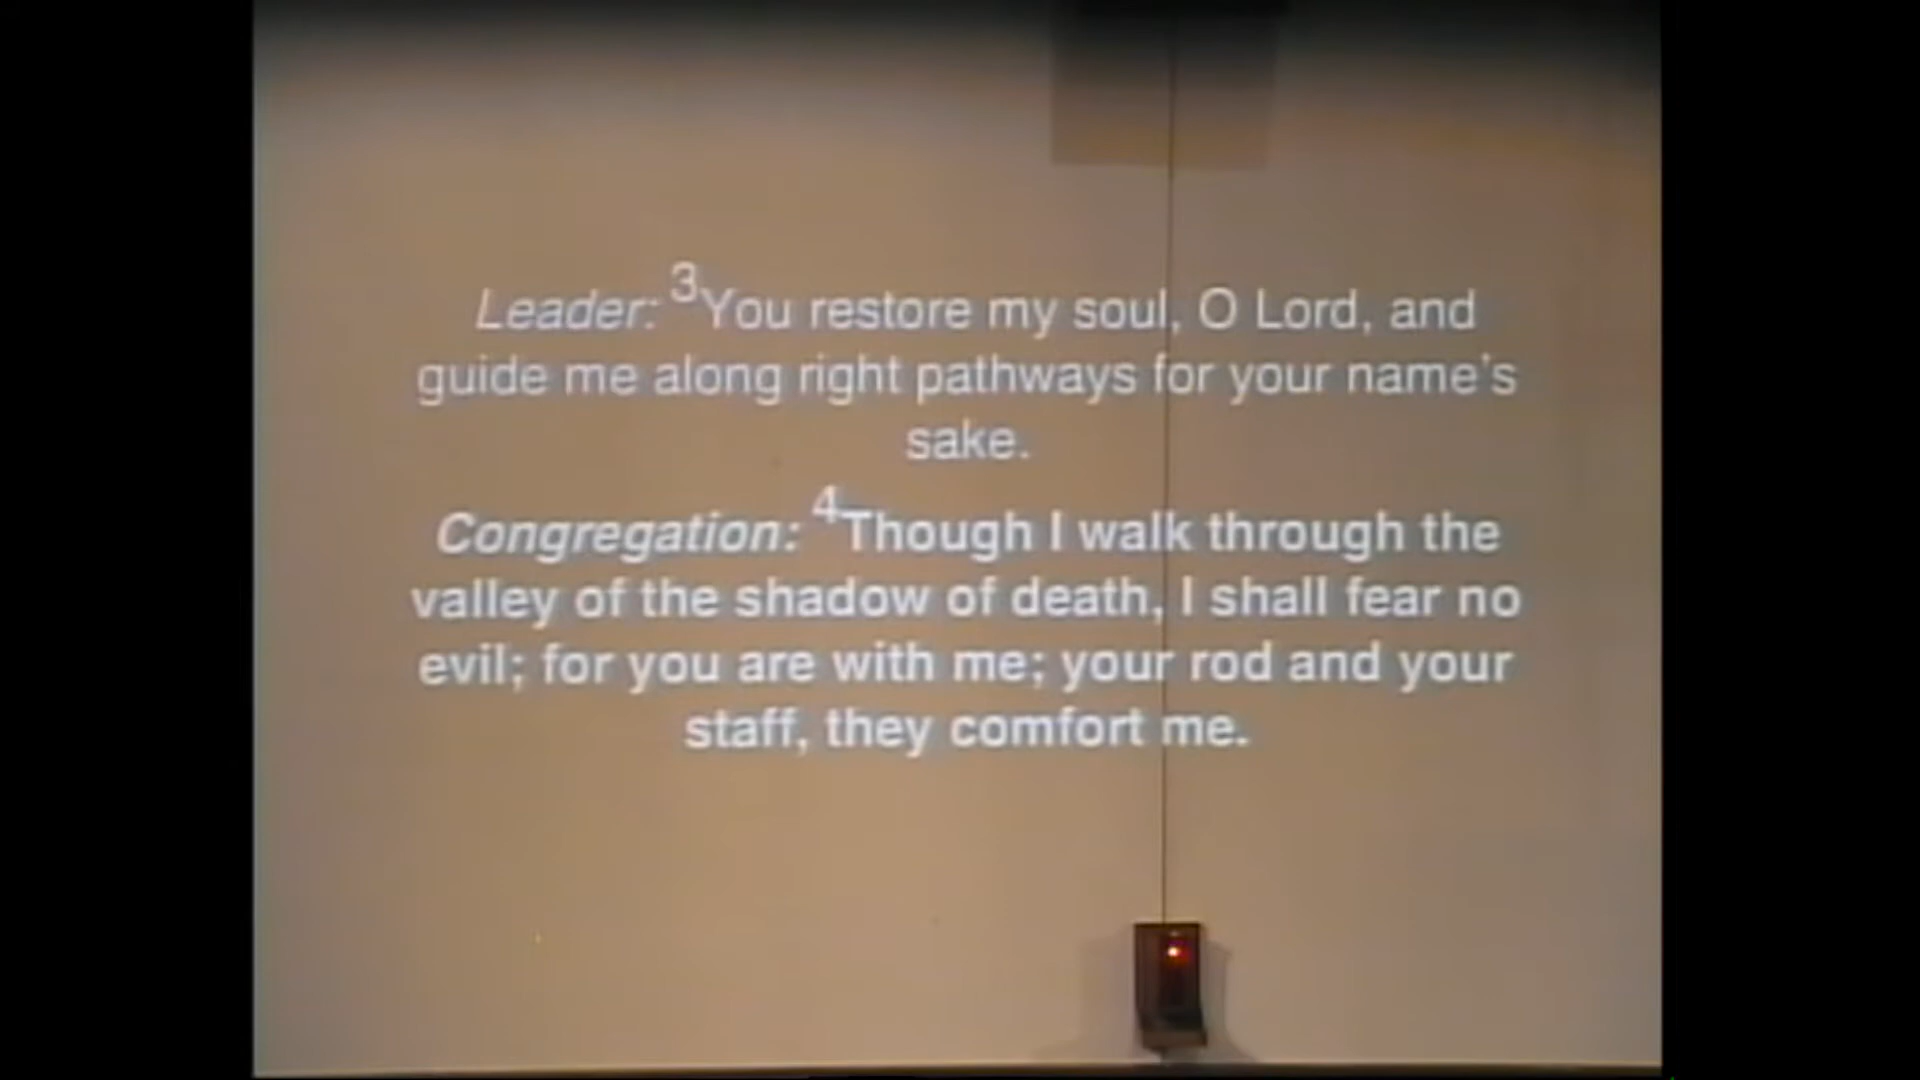 Leader: ³You restore my soul, O Lord, and
guide me along right pathways for your name's
sake.
Congregation: ⁴Though I walk through the
valley of the shadow of death, I shall fear no
evil; for you are with me; your rod and your
staff, they comfort me.